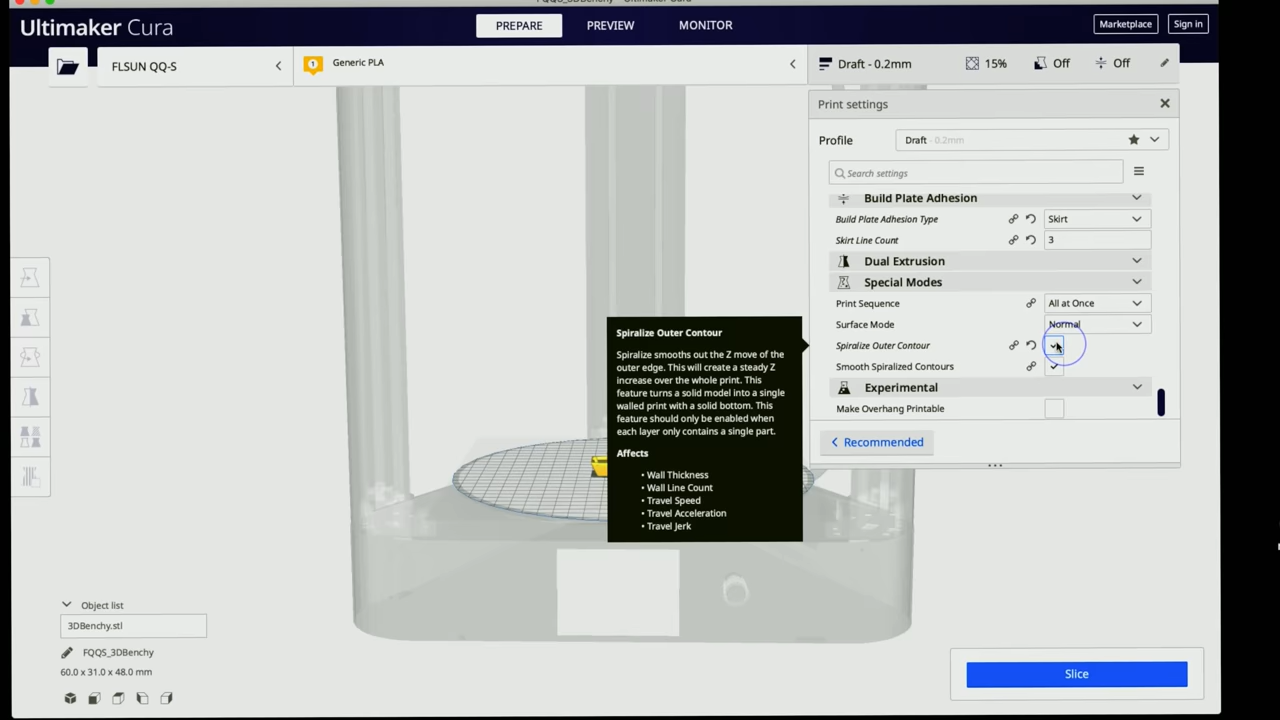 FQQS_3DBenchy - Ultimaker Cura
Ultimaker Cura
PREPARE
PREVIEW
MONITOR
Marketplace
Sign in
FLSUN QQ-S
1
Generic PLA
Draft - 0.2mm
15%
Off
Off
Print settings
Profile
Draft - 0.2mm
Search settings
Build Plate Adhesion
Build Plate Adhesion Type
Skirt
Skirt Line Count
3
Dual Extrusion
Special Modes
Print Sequence
All at Once
Surface Mode
Normal
Spiralize Outer Contour
Smooth Spiralized Contours
Experimental
Make Overhang Printable
Recommended
Spiralize Outer Contour
Spiralize smooths out the Z move of the
outer edge. This will create a steady Z
increase over the whole print. This
feature turns a solid model into a single
walled print with a solid bottom. This
feature should only be enabled when
each layer only contains a single part.
Affects
• Wall Thickness
• Wall Line Count
• Travel Speed
• Travel Acceleration
• Travel Jerk
Object list
3DBenchy.stl
FQQS_3DBenchy
60.0 x 31.0 x 48.0 mm
Slice